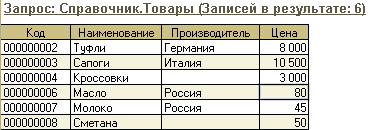 Запрос: Справочник.Товары (Записей в результате: 6)
Код Наименование Производитель Цена
000000002 Туфли Германия 8 000
000000003 Сапоги Италия 10 500
000000004 Кроссовки 3 000
000000006 Масло Россия 80
000000007 Молоко Россия 45
000000008 Сметана 50